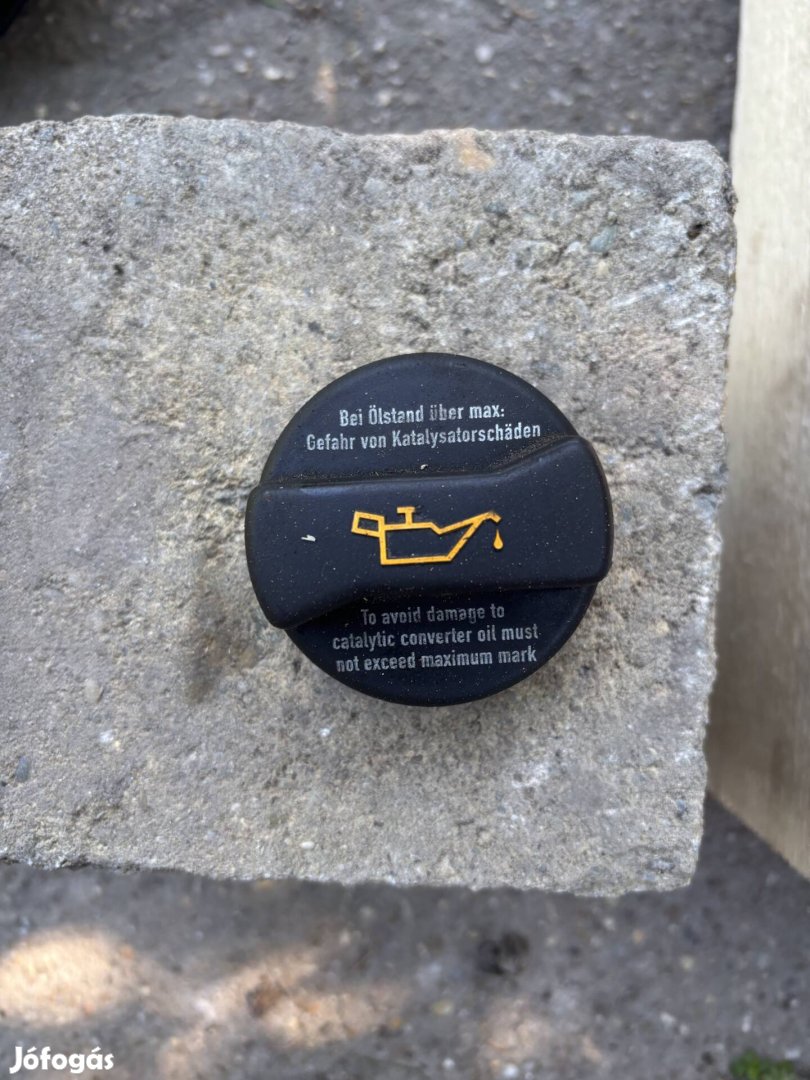 Bei Ölstand über max:
Gefahr von Katalysatorschäden
To avoid damage to
catalytic converter oil must
not exceed maximum mark
Jófogás